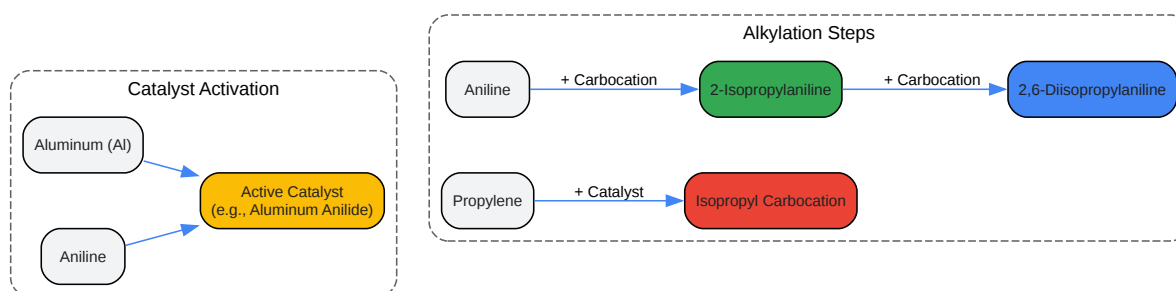 Catalyst Activation
Aluminum (Al)
Aniline
Active Catalyst
(e.g., Aluminum Anilide)
Alkylation Steps
Aniline
+ Carbocation
2-Isopropylaniline
+ Carbocation
2,6-Diisopropylaniline
Propylene
+ Catalyst
Isopropyl Carbocation